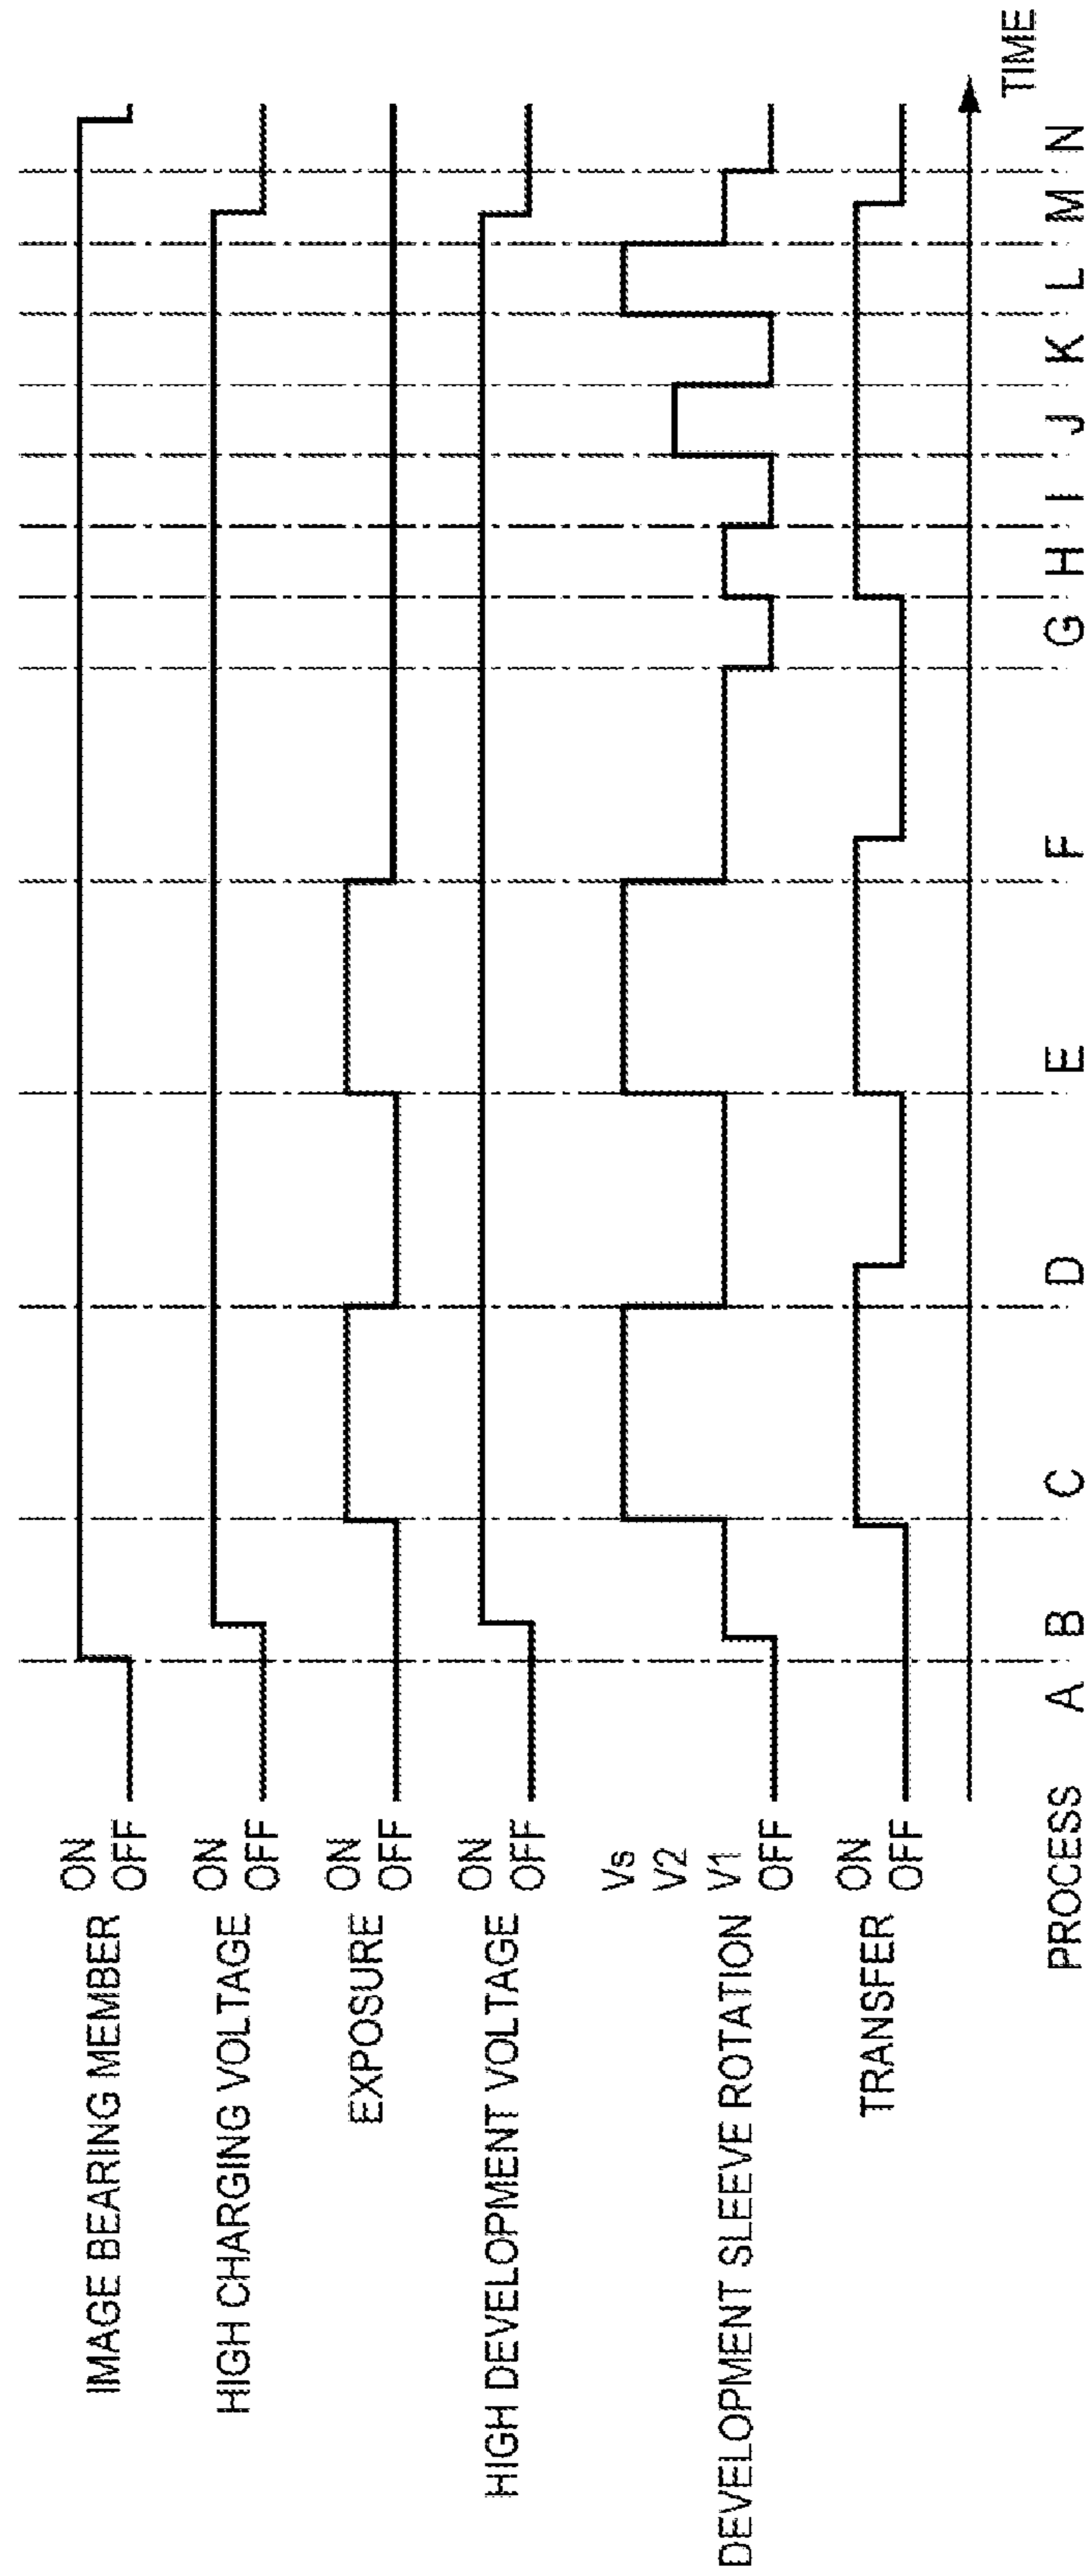 IMAGE BEARING MEMBER
ON
OFF
HIGH CHARGING VOLTAGE
ON
OFF
EXPOSURE
ON
OFF
HIGH DEVELOPMENT VOLTAGE
ON
OFF
DEVELOPMENT SLEEVE ROTATION
Vs
V2
V1
OFF
TRANSFER
ON
OFF
TIME
PROCESS A B C D E F G H I J K L M N